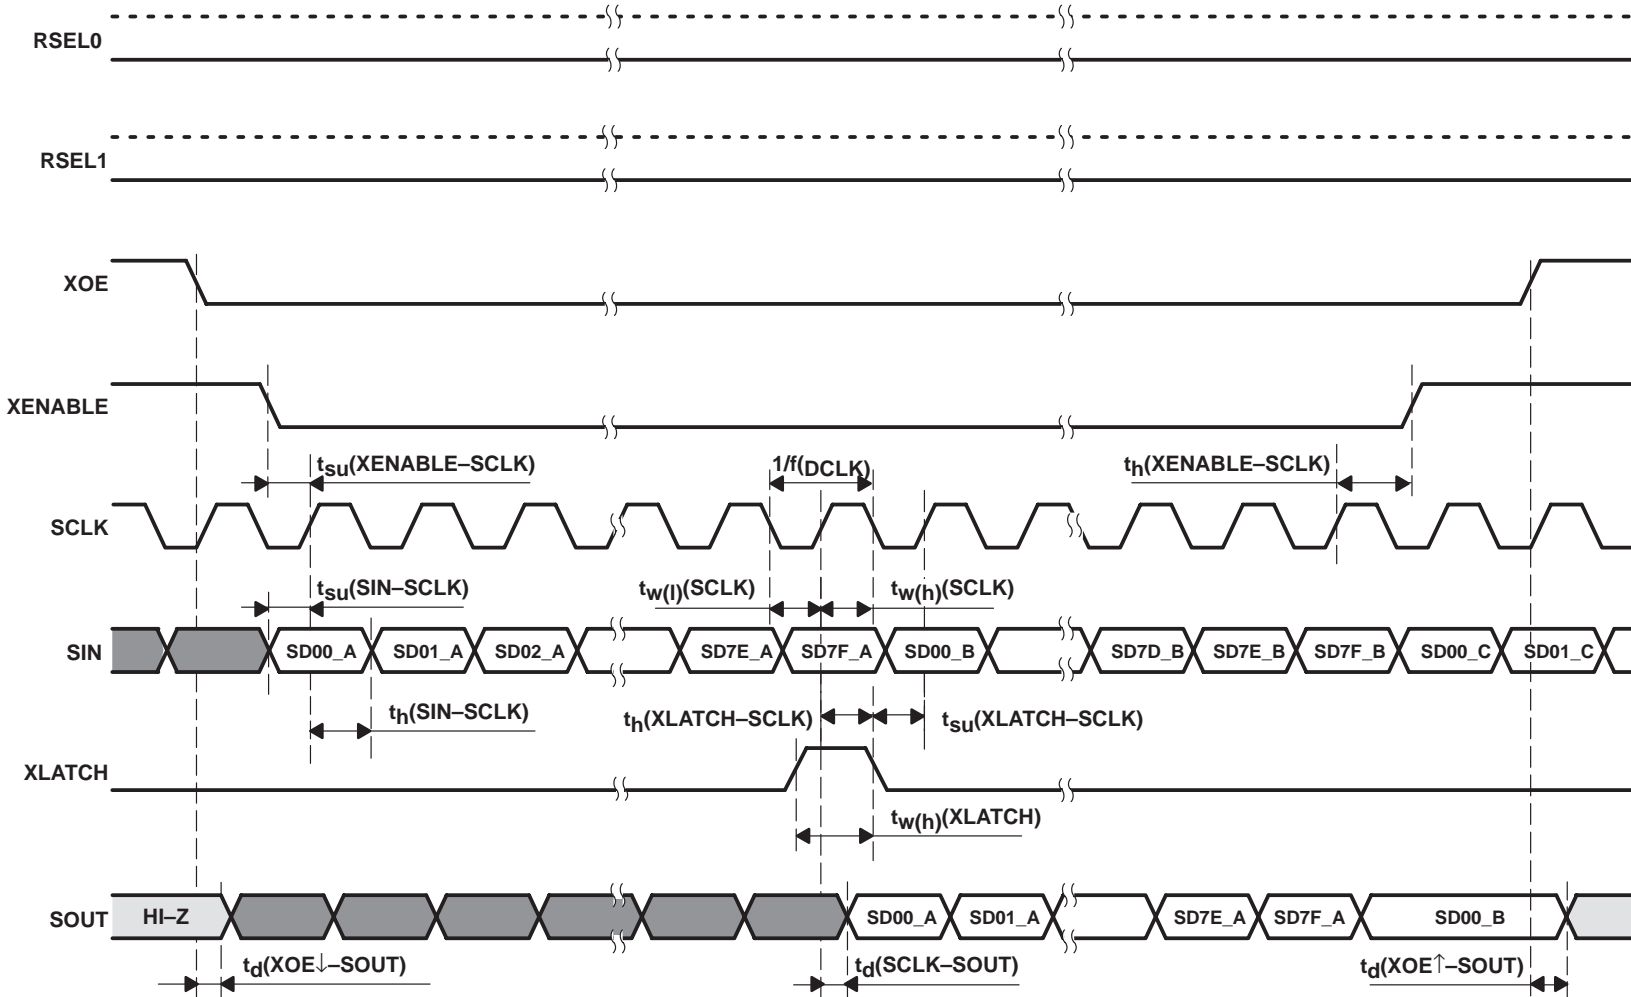 RSEL0
RSEL1
XOE
XENABLE
tsu(XENABLE–SCLK)
1/f(DCLK)
th(XENABLE–SCLK)
SCLK
tsu(SIN–SCLK)
tw(l)(SCLK)
tw(h)(SCLK)
SIN
SD00_A
SD01_A
SD02_A
SD7E_A
SD7F_A
SD00_B
SD7D_B
SD7E_B
SD7F_B
SD00_C
SD01_C
th(SIN–SCLK)
th(XLATCH–SCLK)
tsu(XLATCH–SCLK)
XLATCH
tw(h)(XLATCH)
SOUT
HI–Z
SD00_A
SD01_A
SD7E_A
SD7F_A
SD00_B
td(XOE↓–SOUT)
td(SCLK–SOUT)
td(XOE↑–SOUT)